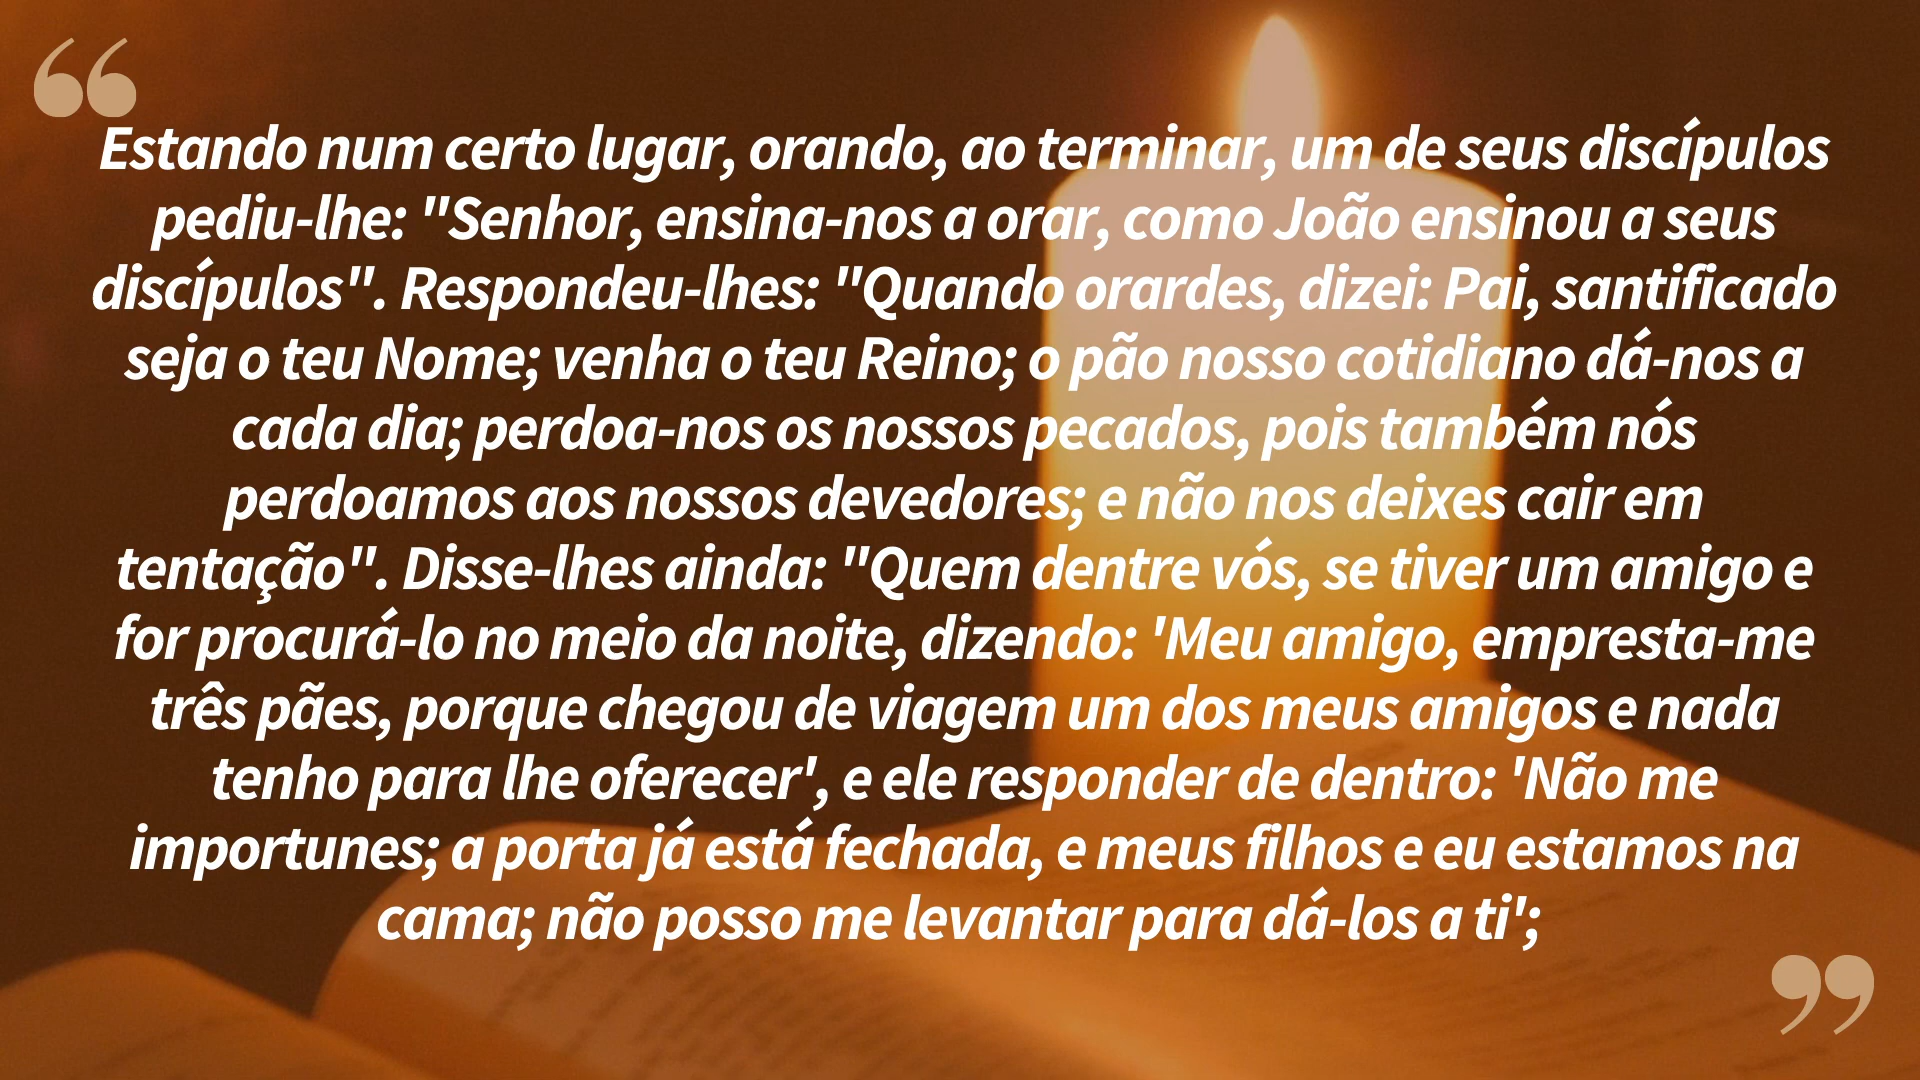 “
Estando num certo lugar, orando, ao terminar, um de seus discípulos
pediu-lhe: "Senhor, ensina-nos a orar, como João ensinou a seus
discípulos". Respondeu-lhes: "Quando orardes, dizei: Pai, santificado
seja o teu Nome; venha o teu Reino; o pão nosso cotidiano dá-nos a
cada dia; perdoa-nos os nossos pecados, pois também nós
perdoamos aos nossos devedores; e não nos deixes cair em
tentação". Disse-lhes ainda: "Quem dentre vós, se tiver um amigo e
for procurá-lo no meio da noite, dizendo: 'Meu amigo, empresta-me
três pães, porque chegou de viagem um dos meus amigos e nada
tenho para lhe oferecer', e ele responder de dentro: 'Não me
importunes; a porta já está fechada, e meus filhos e eu estamos na
cama; não posso me levantar para dá-los a ti';
”